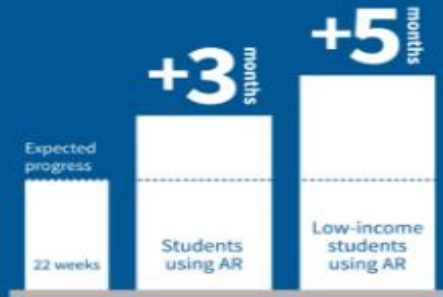 +5
months
+3
months
Expected
progress
22 weeks
Students
using AR
Low-income
students
using AR